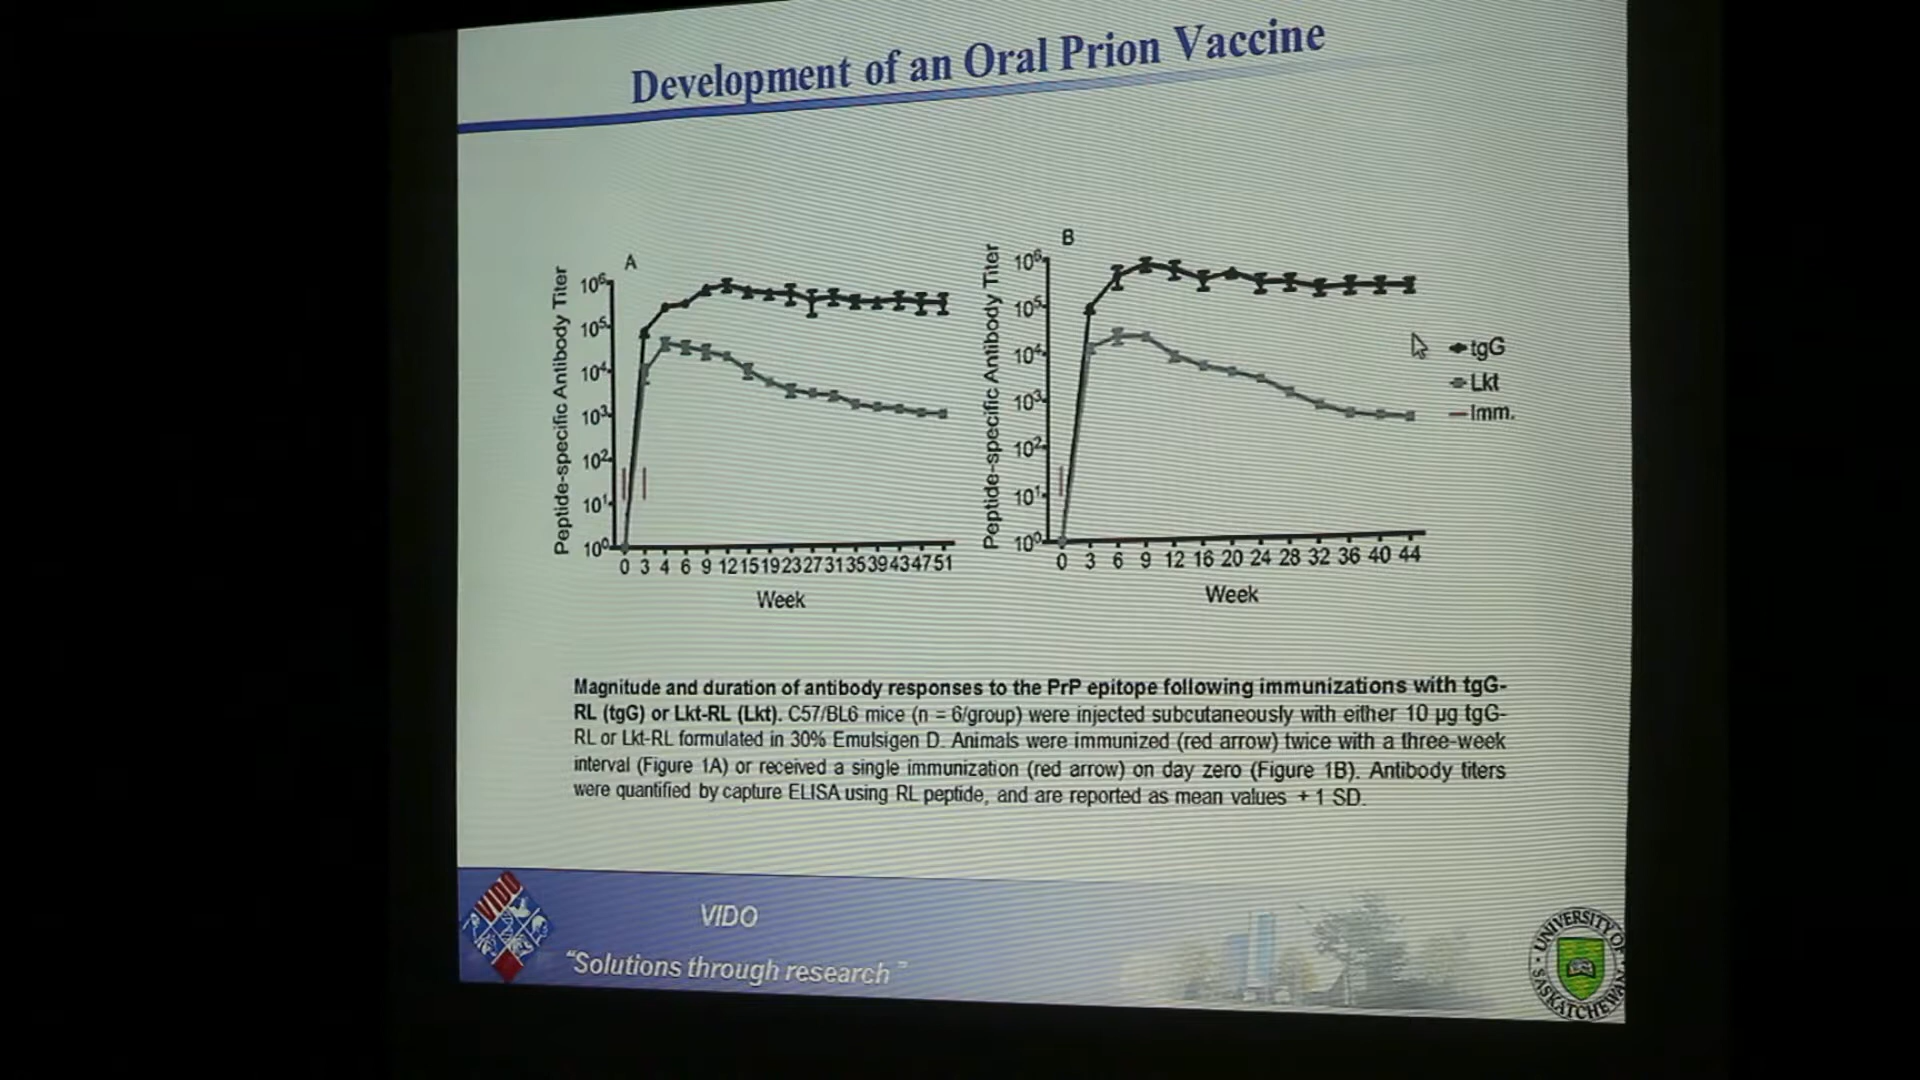 Development of an Oral Prion Vaccine
A
Peptide-specific Antibody Titer
10⁶
10⁵
10⁴
10³
10²
10¹
10⁰
0 3 4 6 9 12 15 19 23 27 31 35 39 43 47 51
Week
B
Peptide-specific Antibody Titer
10⁶
10⁵
10⁴
10³
10²
10¹
10⁰
0 3 6 9 12 16 20 24 28 32 36 40 44
Week
tgG
Lkt
Imm.
Magnitude and duration of antibody responses to the PrP epitope following immunizations with tgG-
RL (tgG) or Lkt-RL (Lkt). C57/BL6 mice (n = 6/group) were injected subcutaneously with either 10 µg tgG-
RL or Lkt-RL formulated in 30% Emulsigen D. Animals were immunized (red arrow) twice with a three-week
interval (Figure 1A) or received a single immunization (red arrow) on day zero (Figure 1B). Antibody titers
were quantified by capture ELISA using RL peptide, and are reported as mean values + 1 SD.
VIDO
VIDO
"Solutions through research"
UNIVERSITY OF
SASKATCHEWAN